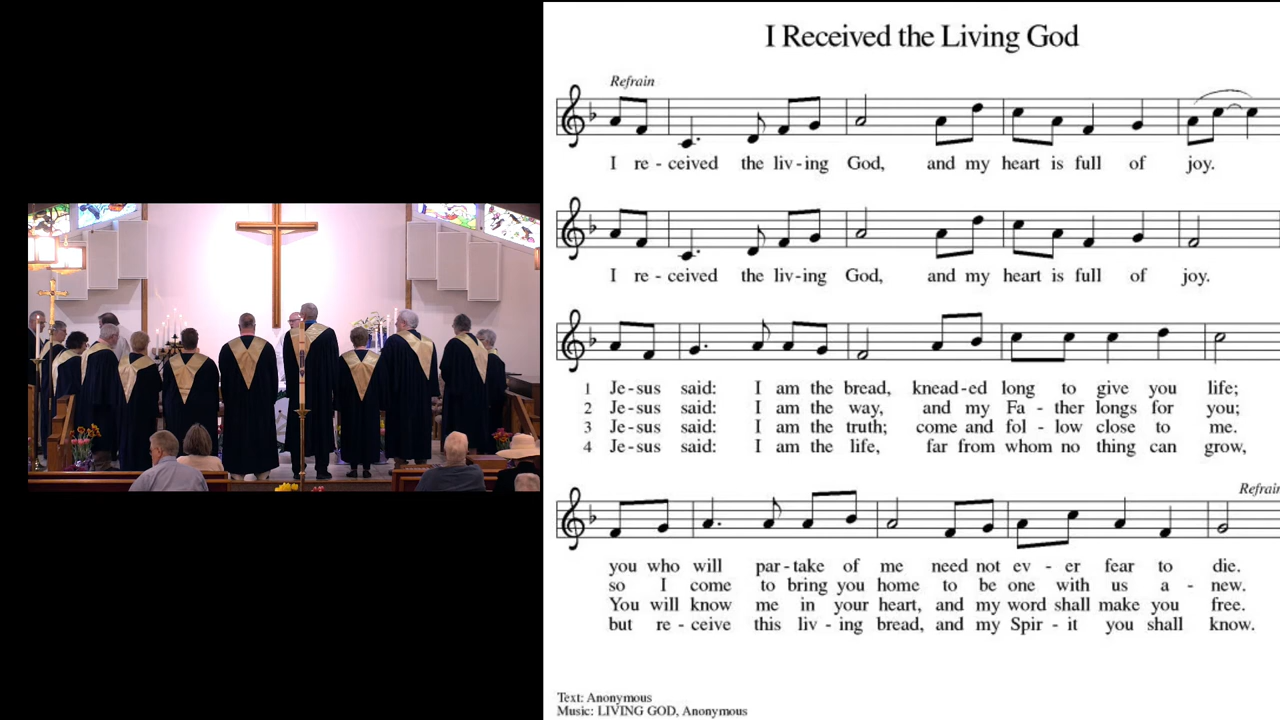 I Received the Living God
Refrain
I re - ceived the liv - ing God, and my heart is full of joy.
I re - ceived the liv - ing God, and my heart is full of joy.
1 Je - sus said: I am the bread, knead - ed long to give you life;
2 Je - sus said: I am the way, and my Fa - ther longs for you;
3 Je - sus said: I am the truth; come and fol - low close to me.
4 Je - sus said: I am the life, far from whom no thing can grow,
Refrain
you who will par - take of me need not ev - er fear to die.
so I come to bring you home to be one with us a - new.
You will know me in your heart, and my word shall make you free.
but re - ceive this liv - ing bread, and my Spir - it you shall know.
Text: Anonymous
Music: LIVING GOD, Anonymous